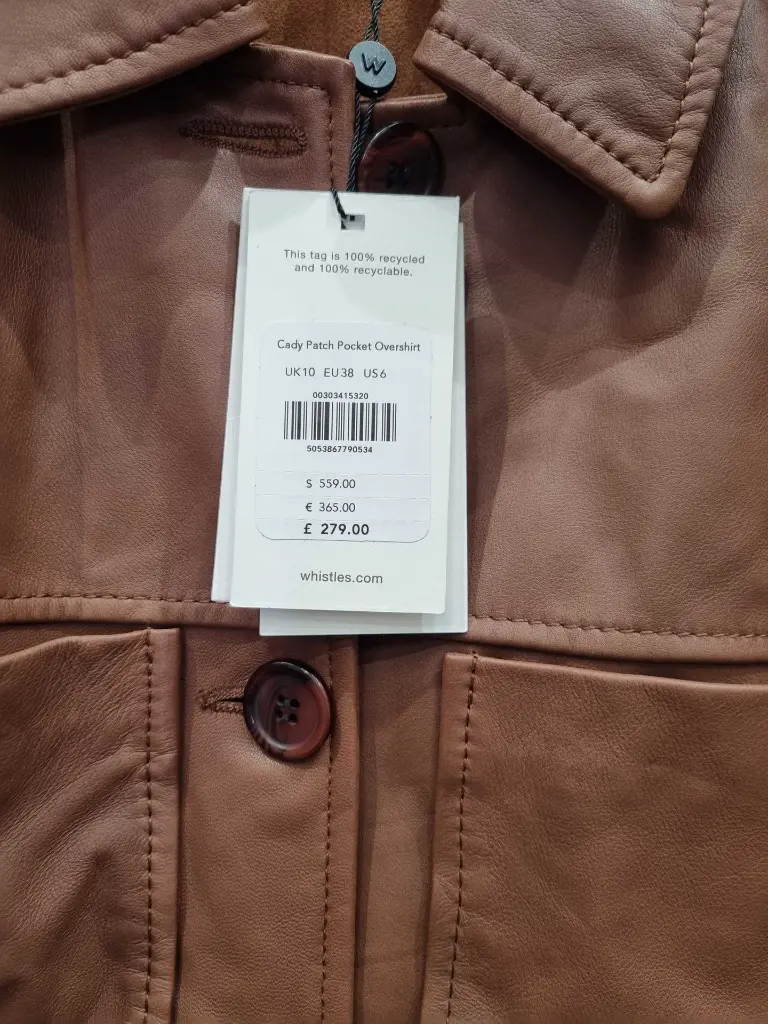 W
This tag is 100% recycled
and 100% recyclable.
Cady Patch Pocket Overshirt
UK10 EU38 US6
00303415320
5053867790534
$ 559.00
€ 365.00
£ 279.00
whistles.com